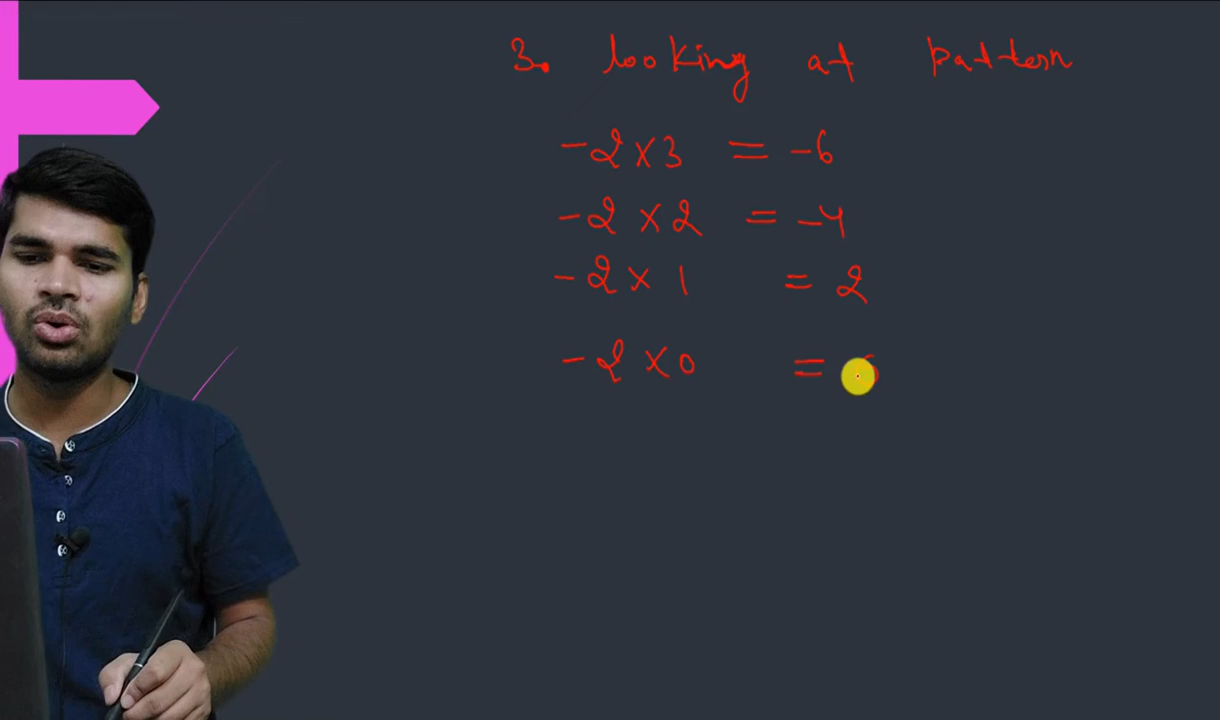 3. looking at pattern
-2 × 3 = -6
-2 × 2 = -4
-2 × 1 = 2
-2 × 0 =